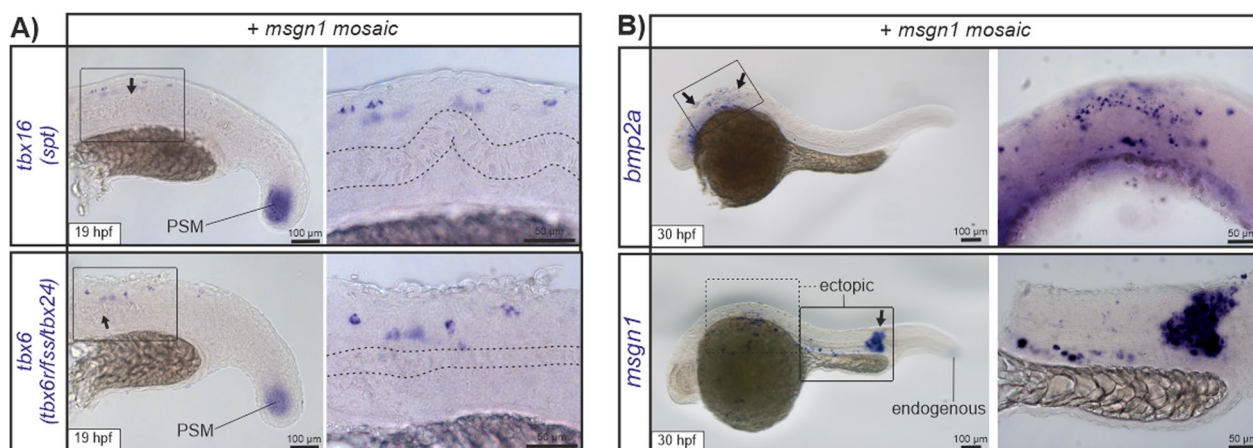 A)
+ msgn1 mosaic
tbx16
(spt)
PSM
19 hpf
100 µm
50 µm
tbx6
(tbx6r/fss/tbx24)
PSM
19 hpf
100 µm
50 µm
B)
+ msgn1 mosaic
bmp2a
30 hpf
100 µm
50 µm
msgn1
ectopic
endogenous
30 hpf
100 µm
50 µm